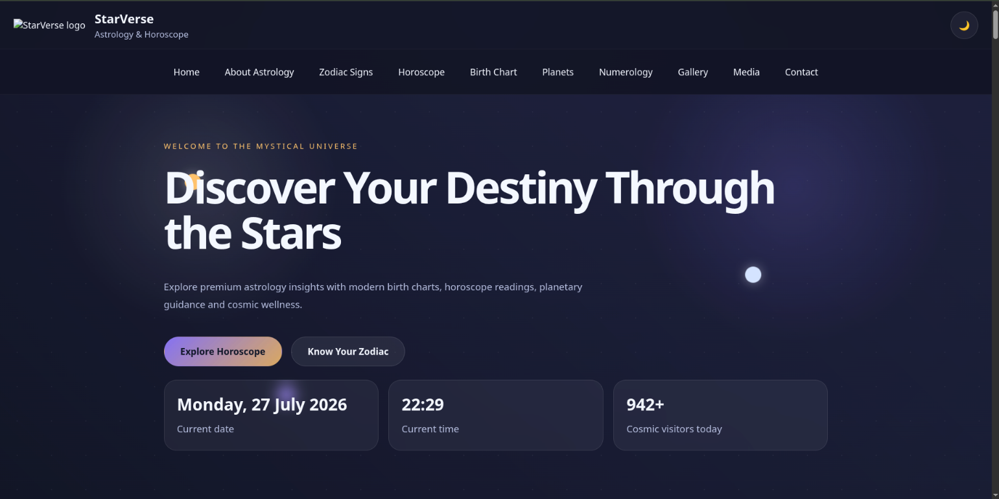 StarVerse logo
StarVerse
Astrology & Horoscope
Home About Astrology Zodiac Signs Horoscope Birth Chart Planets Numerology Gallery Media Contact
WELCOME TO THE MYSTICAL UNIVERSE
Discover Your Destiny Through
the Stars
Explore premium astrology insights with modern birth charts, horoscope readings, planetary
guidance and cosmic wellness.
Explore Horoscope Know Your Zodiac
Monday, 27 July 2026
Current date
22:29
Current time
942+
Cosmic visitors today